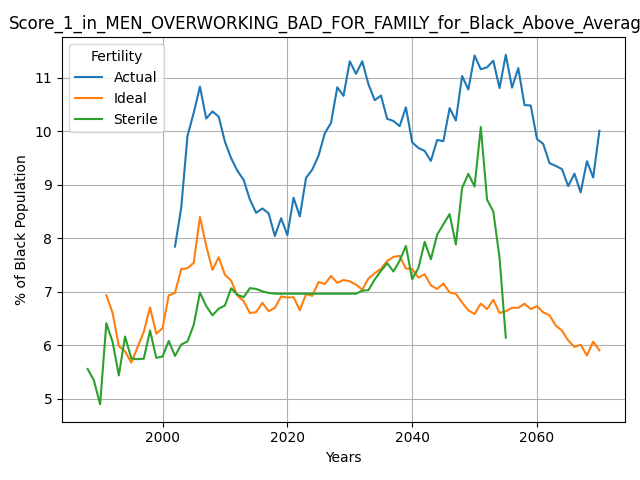 Score_1_in_MEN_OVERWORKING_BAD_FOR_FAMILY_for_Black_Above_Averag
Fertility
Actual
Ideal
Sterile
% of Black Population
11
10
9
8
7
6
5
2000 2020 2040 2060
Years